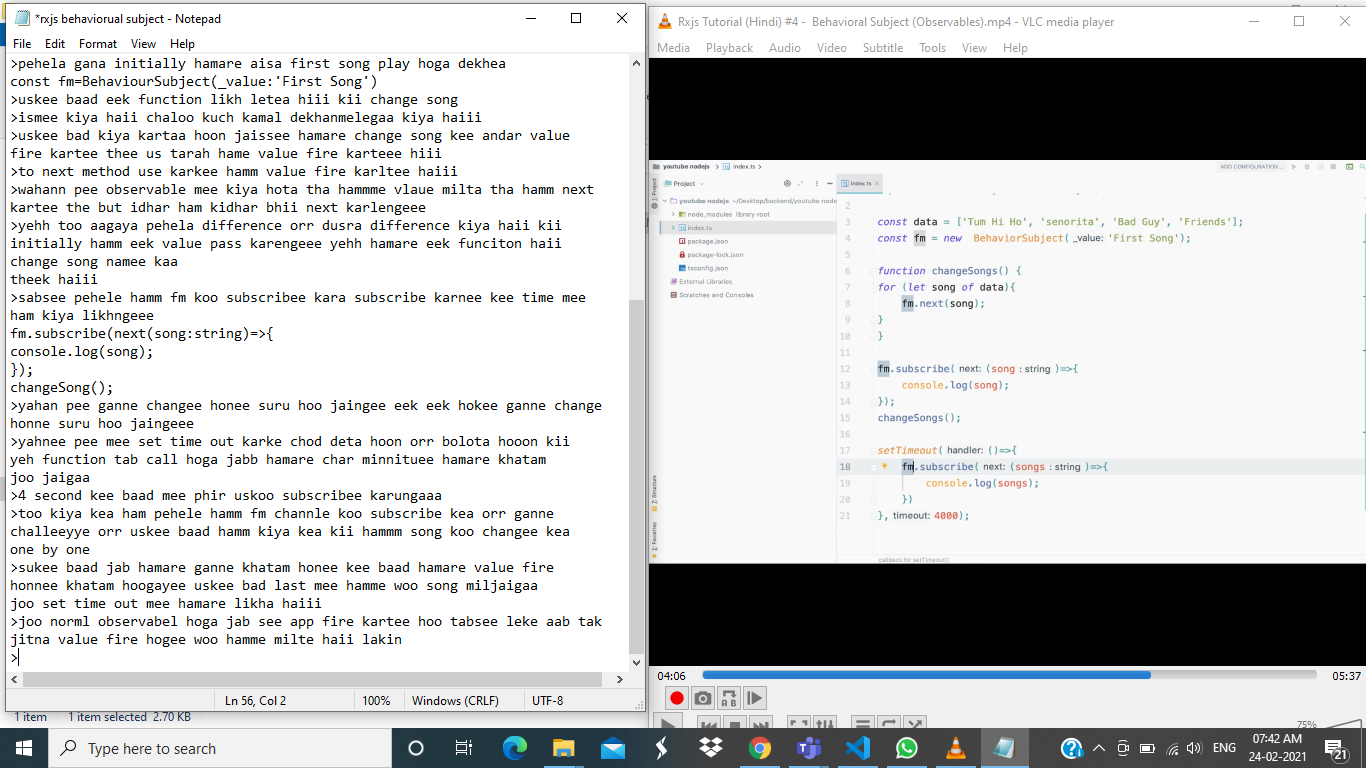 *rxjs behaviorual subject - Notepad
File Edit Format View Help
>pehela gana initially hamare aisa first song play hoga dekhea
const fm=BehaviourSubject(_value:'First Song')
>uskee baad eek function likh letea hiii kii change song
>ismee kiya haii chaloo kuch kamal dekhanmelegaa kiya haiii
>uskee bad kiya kartaa hoon jaissee hamare change song kee andar value
fire kartee thee us tarah hame value fire karteee hiii
>to next method use karkee hamm value fire karltee haiii
>wahann pee observable mee kiya hota tha hammme vlaue milta tha hamm next
kartee the but idhar ham kidhar bhii next karlengeee
>yehh too aagaya pehela difference orr dusra difference kiya haii kii
initially hamm eek value pass karengeee yehh hamare eek funciton haii
change song namee kaa
theek haiii
>sabsee pehele hamm fm koo subscribee kara subscribe karnee kee time mee
ham kiya likhngeee
fm.subscribe(next(song:string)=>{
console.log(song);
});
changeSong();
>yahan pee ganne changee honee suru hoo jaingee eek eek hokee ganne change
honne suru hoo jaingeee
>yahnee pee mee set time out karke chod deta hoon orr bolota hooon kii
yeh function tab call hoga jabb hamare char minnituee hamare khatam
joo jaigaa
>4 second kee baad mee phir uskoo subscribee karungaaa
>too kiya kea ham pehele hamm fm channle koo subscribe kea orr ganne
challeeyye orr uskee baad hamm kiya kea kii hammm song koo changee kea
one by one
>sukee baad jab hamare ganne khatam honee kee baad hamare value fire
honnee khatam hoogayee uskee bad last mee hamme woo song miljaigaa
joo set time out mee hamare likha haiii
>joo norml observabel hoga jab see app fire kartee hoo tabsee leke aab tak
jitna value fire hogee woo hamme milte haii lakin
>
Ln 56, Col 2 100% Windows (CRLF) UTF-8
1 item 1 item selected 2.70 KB
Rxjs Tutorial (Hindi) #4 - Behavioral Subject (Observables).mp4 - VLC media player
Media Playback Audio Video Subtitle Tools View Help
youtube nodejs index.ts ADD CONFIGURATION...
Project index.ts
youtube nodejs ~/Desktop/backend/youtube node
node_modules library root
index.ts
package.json
package-lock.json
tsconfig.json
External Libraries
Scratches and Consoles
1: Project
Z: Structure
2: Favorites
2
3 const data = ['Tum Hi Ho', 'senorita', 'Bad Guy', 'Friends'];
4 const fm = new BehaviorSubject( _value: 'First Song');
5
6 function changeSongs() {
7 for (let song of data){
8 fm.next(song);
9 }
10 }
11
12 fm.subscribe( next: (song : string )=>{
13 console.log(song);
14 });
15 changeSongs();
16
17 setTimeout( handler: ()=>{
18 fm.subscribe( next: (songs : string )=>{
19 console.log(songs);
20 })
21 }, timeout: 4000);
callback for setTimeout()
04:06 05:37
75%
Type here to search
ENG
07:42 AM
24-02-2021
21